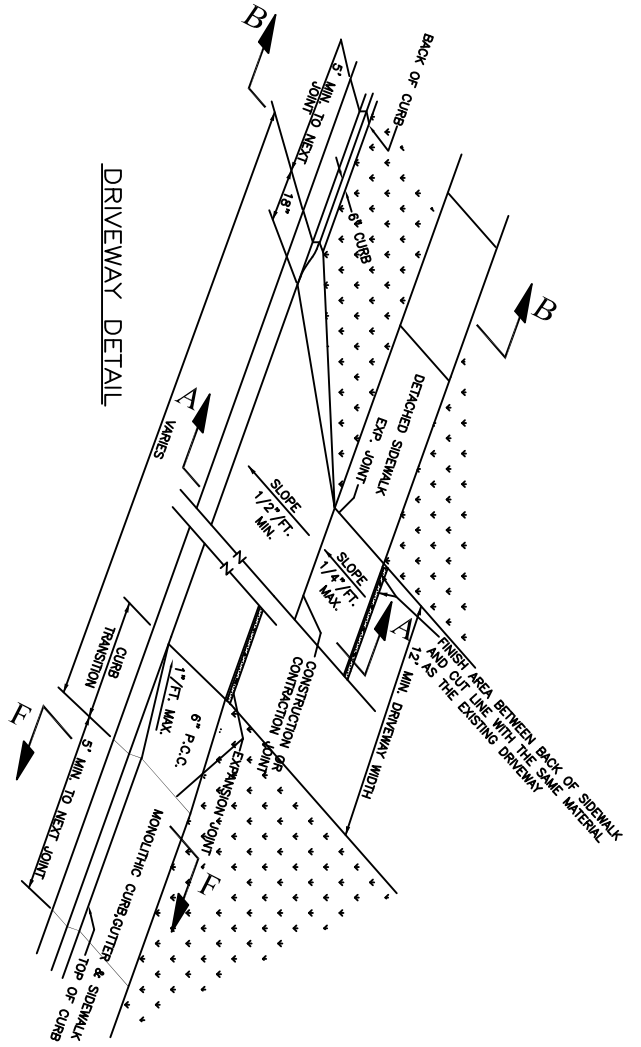 B
BACK OF CURB
5' MIN. TO NEXT
JOINT
18"
6" CURB
B
DRIVEWAY DETAIL
DETACHED SIDEWALK
EXP. JOINT
A
VARIES
SLOPE
1/2"/FT.
MIN.
SLOPE
1/4"/FT.
MAX.
A
FINISH AREA BETWEEN BACK OF SIDEWALK
AND CUT LINE WITH THE SAME MATERIAL
AS THE EXISTING DRIVEWAY
12' MIN. DRIVEWAY WIDTH
CONSTRUCTION OR
CONTRACTION JOINT
EXPANSION JOINT
CURB
TRANSITION
1"/FT. MAX.
6" P.C.C.
F
5' MIN. TO NEXT JOINT
F
MONOLITHIC CURB,GUTTER & SIDEWALK
TOP OF CURB